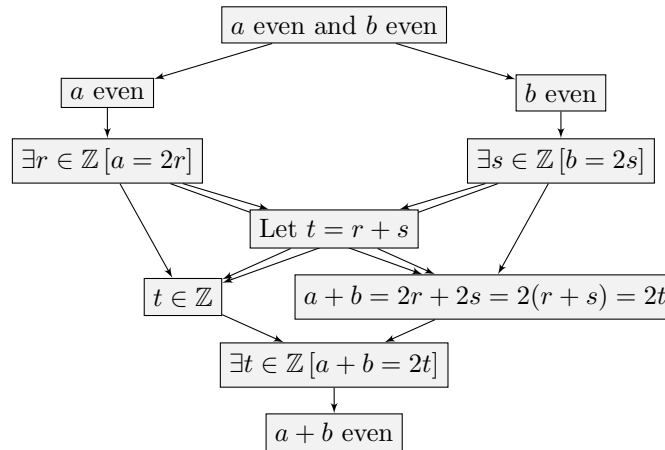 a even and b even
a even
b even
∃r ∈ ℤ [a = 2r]
∃s ∈ ℤ [b = 2s]
Let t = r + s
t ∈ ℤ
a + b = 2r + 2s = 2(r + s) = 2t
∃t ∈ ℤ [a + b = 2t]
a + b even